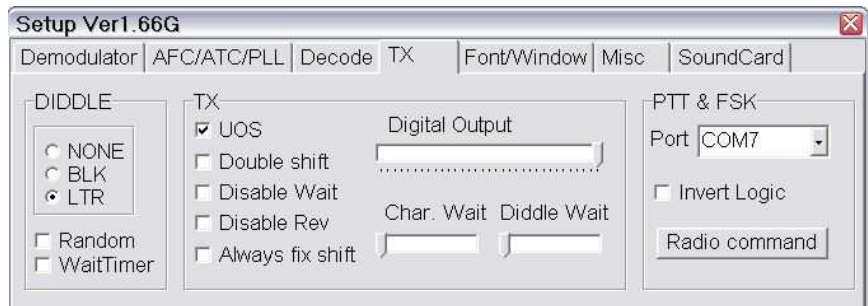 Setup Ver1.66G
Demodulator AFC/ATC/PLL Decode TX Font/Window Misc SoundCard
DIDDLE
NONE
BLK
LTR
Random
WaitTimer
TX
UOS
Double shift
Disable Wait
Disable Rev
Always fix shift
Digital Output
Char. Wait Diddle Wait
PTT & FSK
Port COM7
Invert Logic
Radio command